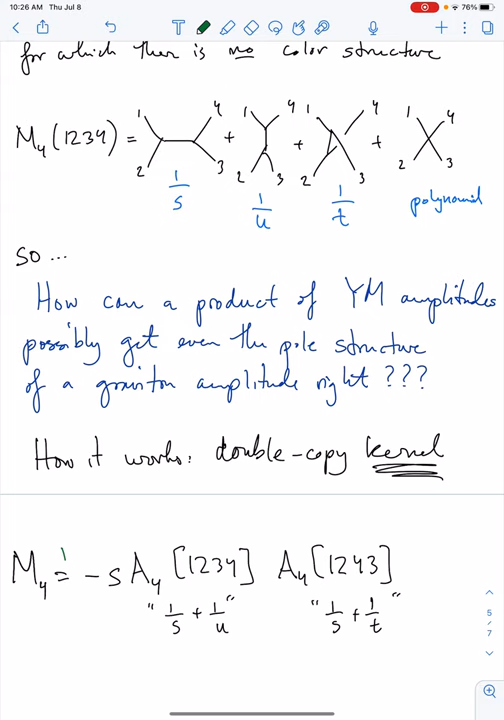 10:26 AM Thu Jul 8
76%
for which then is no color structure
1 4 1 4 1 4 1 4
M4(1234) = + + +
2 3 2 3 2 3 2 3
1/s 1/u 1/t polynomial
so ...
How can a product of YM amplitudes
possibly get even the pole structure
of a graviton amplitude right ???
How it works: double-copy kernel
M4 = -s A4 [1234] A4 [1243]
" 1/s + 1/u " " 1/s + 1/t "
5
/
7